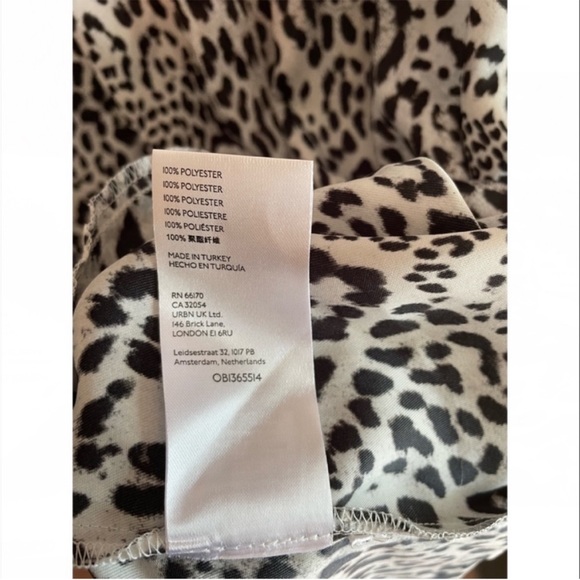 100% POLYESTER
100% POLYESTER
100% POLYESTER
100% POLIESTERE
100% POLIÉSTER
100% 聚酯纤维
MADE IN TURKEY
HECHO EN TURQUÍA
RN 66170
CA 32054
URBN UK Ltd.
146 Brick Lane,
LONDON E1 6RU
Leidsestraat 32, 1017 PB
Amsterdam, Netherlands
OB1365514